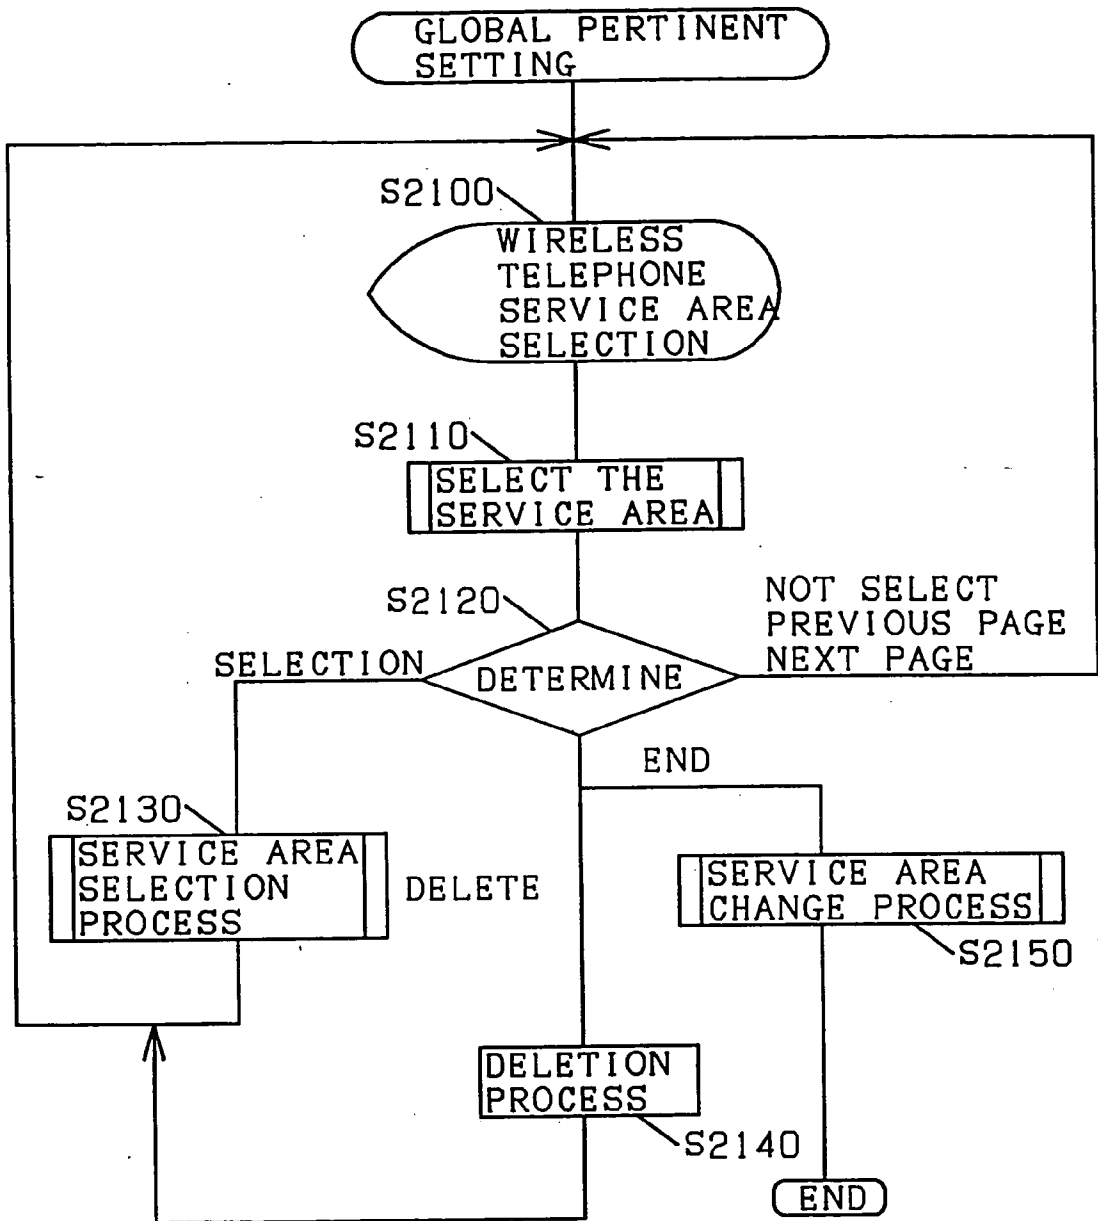 GLOBAL PERTINENT
SETTING
S2100
WIRELESS
TELEPHONE
SERVICE AREA
SELECTION
S2110
SELECT THE
SERVICE AREA
S2120
NOT SELECT
PREVIOUS PAGE
NEXT PAGE
SELECTION
DETERMINE
END
S2130
SERVICE AREA
SELECTION
PROCESS
DELETE
SERVICE AREA
CHANGE PROCESS
S2150
DELETION
PROCESS
S2140
END